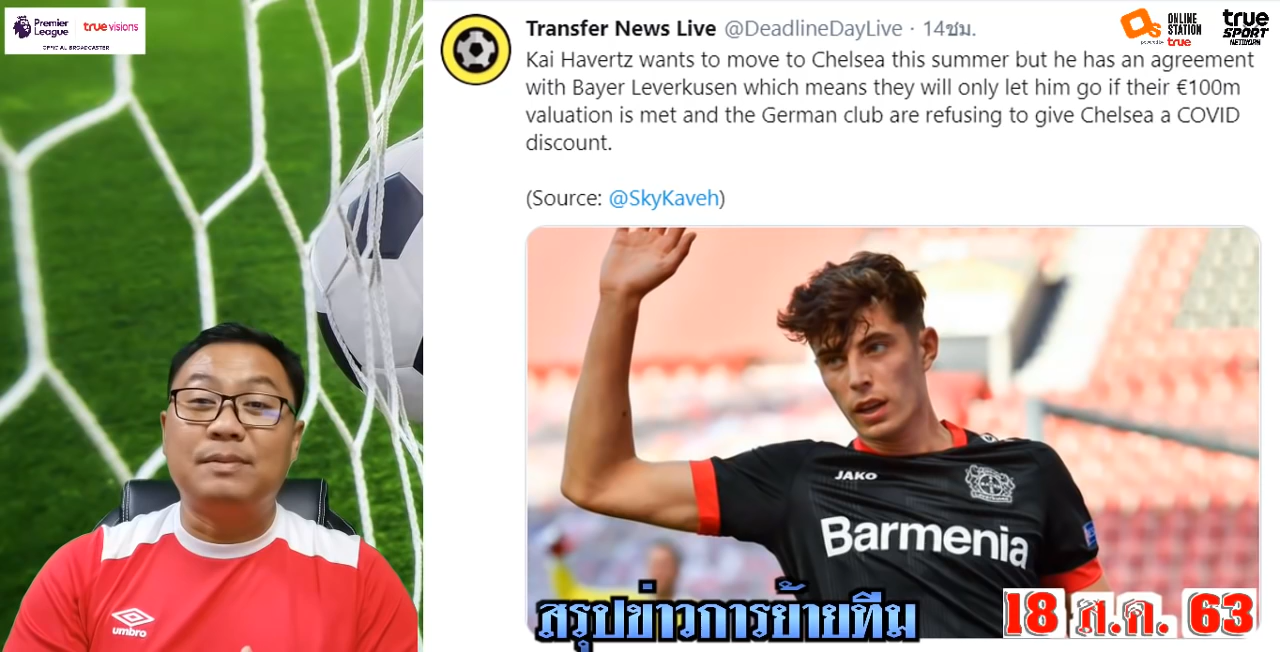 Premier League
true visions
OFFICIAL BROADCASTER
Transfer News Live @DeadlineDayLive · 14ชม.
ONLINE STATION
powered by true
true SPORT NETWORK
Kai Havertz wants to move to Chelsea this summer but he has an agreement
with Bayer Leverkusen which means they will only let him go if their €100m
valuation is met and the German club are refusing to give Chelsea a COVID
discount.
(Source: @SkyKaveh)
JAKO
Barmenia
umbro
สรุปข่าวการย้ายทีม
18 ส.ค. 63